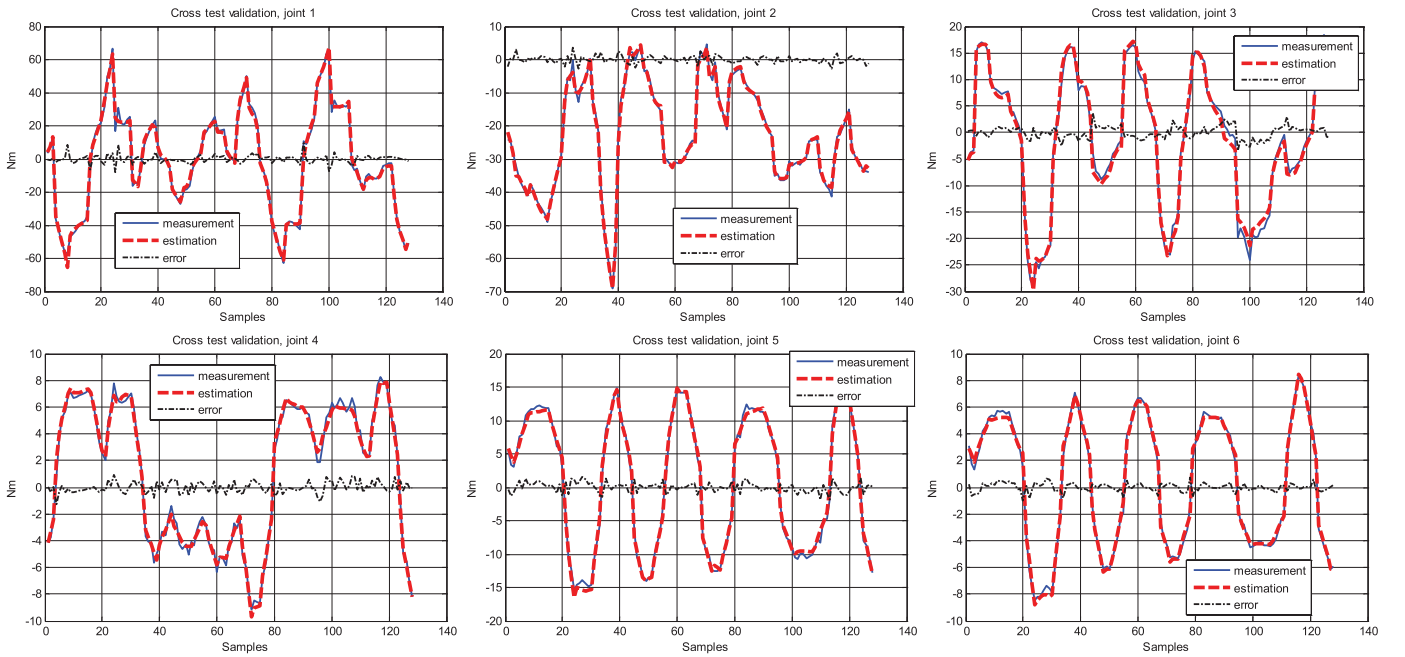 Cross test validation, joint 1
80
60
40
20
0
-20
-40
-60
-80
Nm
measurement
estimation
error
0 20 40 60 80 100 120 140
Samples
Cross test validation, joint 2
10
0
-10
-20
-30
-40
-50
-60
-70
Nm
measurement
estimation
error
0 20 40 60 80 100 120 140
Samples
Cross test validation, joint 3
20
15
10
5
0
-5
-10
-15
-20
-25
-30
Nm
measurement
estimation
error
0 20 40 60 80 100 120 140
Samples
Cross test validation, joint 4
10
8
6
4
2
0
-2
-4
-6
-8
-10
Nm
measurement
estimation
error
0 20 40 60 80 100 120 140
Samples
Cross test validation, joint 5
20
15
10
5
0
-5
-10
-15
-20
Nm
measurement
estimation
error
0 20 40 60 80 100 120 140
Samples
Cross test validation, joint 6
10
8
6
4
2
0
-2
-4
-6
-8
-10
Nm
measurement
estimation
error
0 20 40 60 80 100 120 140
Samples